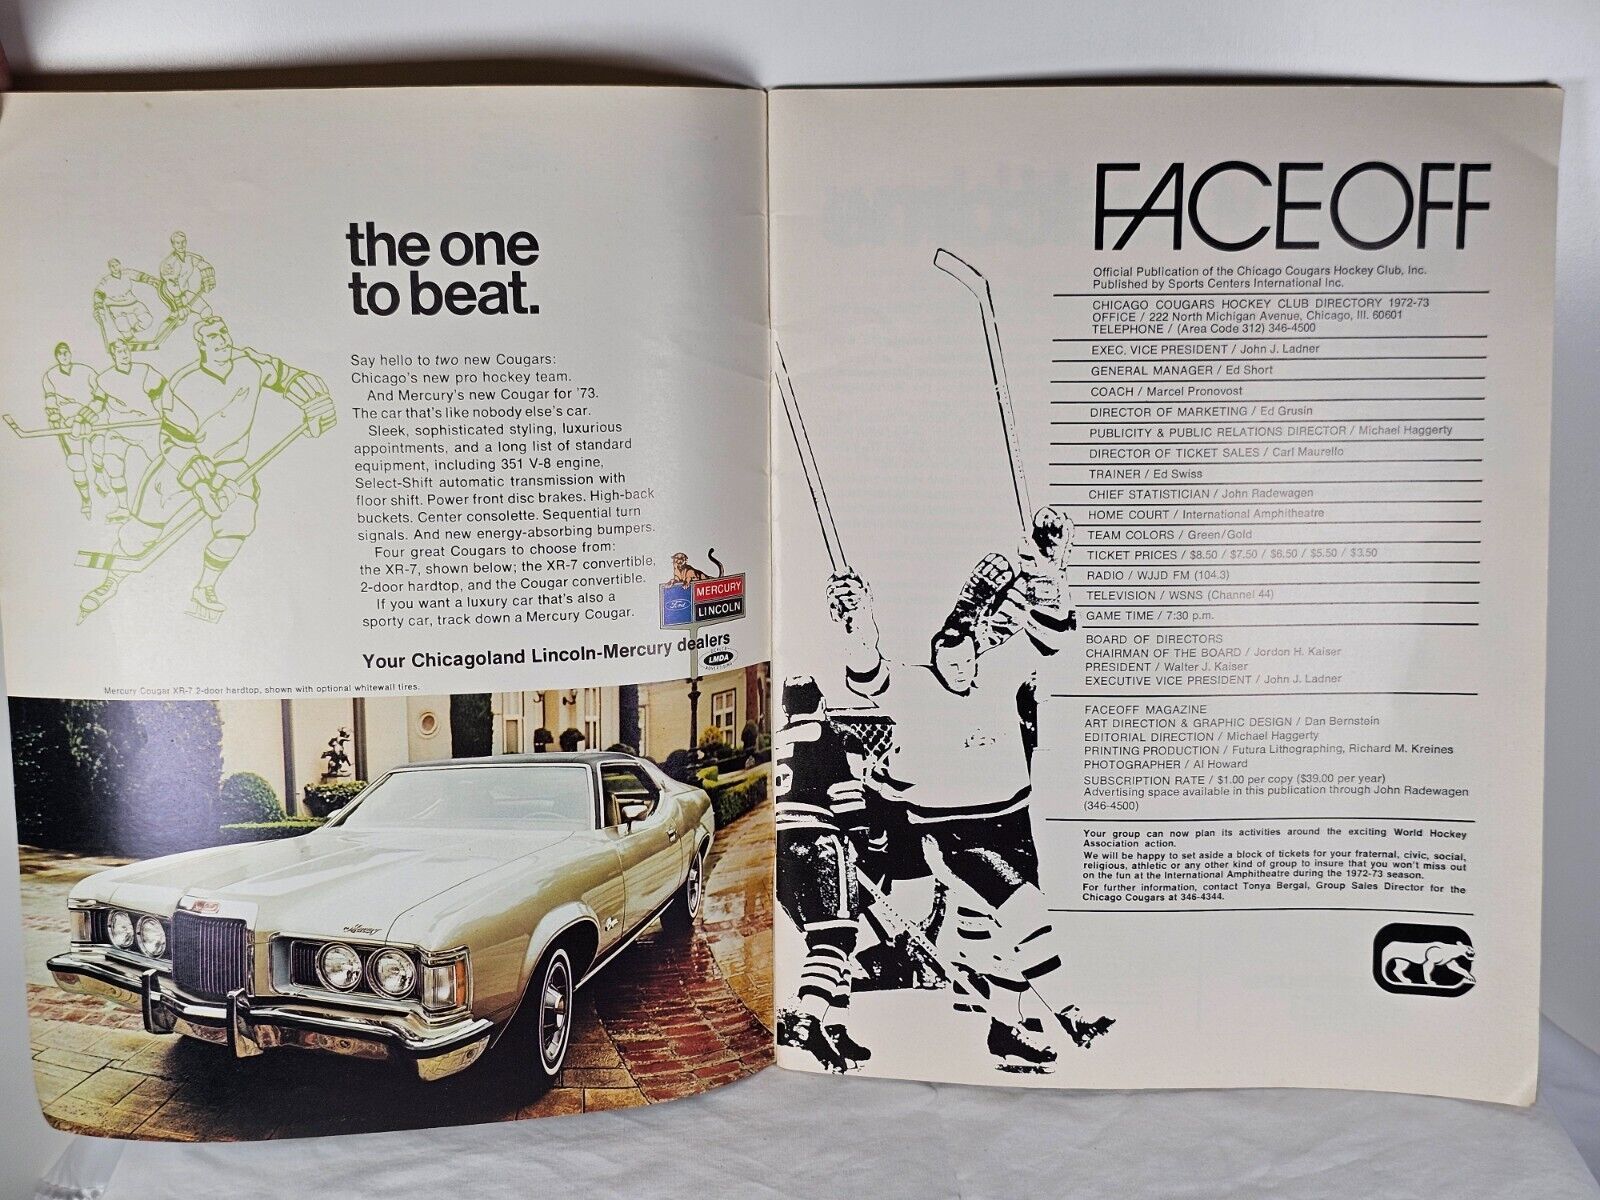 the one
to beat.
Say hello to two new Cougars:
Chicago's new pro hockey team.
And Mercury's new Cougar for '73.
The car that's like nobody else's car.
Sleek, sophisticated styling, luxurious
appointments, and a long list of standard
equipment, including 351 V-8 engine,
Select-Shift automatic transmission with
floor shift. Power front disc brakes. High-back
buckets. Center consolette. Sequential turn
signals. And new energy-absorbing bumpers.
Four great Cougars to choose from:
the XR-7, shown below; the XR-7 convertible,
2-door hardtop, and the Cougar convertible.
If you want a luxury car that's also a
sporty car, track down a Mercury Cougar.
Ford
MERCURY
LINCOLN
Your Chicagoland Lincoln-Mercury dealers
LMDA
Mercury Cougar XR-7 2-door hardtop, shown with optional whitewall tires.
FACEOFF
Official Publication of the Chicago Cougars Hockey Club, Inc.
Published by Sports Centers International Inc.
CHICAGO COUGARS HOCKEY CLUB DIRECTORY 1972-73
OFFICE / 222 North Michigan Avenue, Chicago, Ill. 60601
TELEPHONE / (Area Code 312) 346-4500
EXEC. VICE PRESIDENT / John J. Ladner
GENERAL MANAGER / Ed Short
COACH / Marcel Pronovost
DIRECTOR OF MARKETING / Ed Grusin
PUBLICITY & PUBLIC RELATIONS DIRECTOR / Michael Haggerty
DIRECTOR OF TICKET SALES / Carl Maurello
TRAINER / Ed Swiss
CHIEF STATISTICIAN / John Radewagen
HOME COURT / International Amphitheatre
TEAM COLORS / Green/Gold
TICKET PRICES / $8.50 / $7.50 / $6.50 / $5.50 / $3.50
RADIO / WJJD FM (104.3)
TELEVISION / WSNS (Channel 44)
GAME TIME / 7:30 p.m.
BOARD OF DIRECTORS
CHAIRMAN OF THE BOARD / Jordon H. Kaiser
PRESIDENT / Walter J. Kaiser
EXECUTIVE VICE PRESIDENT / John J. Ladner
FACEOFF MAGAZINE
ART DIRECTION & GRAPHIC DESIGN / Dan Bernstein
EDITORIAL DIRECTION / Michael Haggerty
PRINTING PRODUCTION / Futura Lithographing, Richard M. Kreines
PHOTOGRAPHER / Al Howard
SUBSCRIPTION RATE / $1.00 per copy ($39.00 per year)
Advertising space available in this publication through John Radewagen
(346-4500)
Your group can now plan its activities around the exciting World Hockey
Association action.
We will be happy to set aside a block of tickets for your fraternal, civic, social,
religious, athletic or any other kind of group to insure that you won't miss out
on the fun at the International Amphitheatre during the 1972-73 season.
For further information, contact Tonya Bergal, Group Sales Director for the
Chicago Cougars at 346-4344.